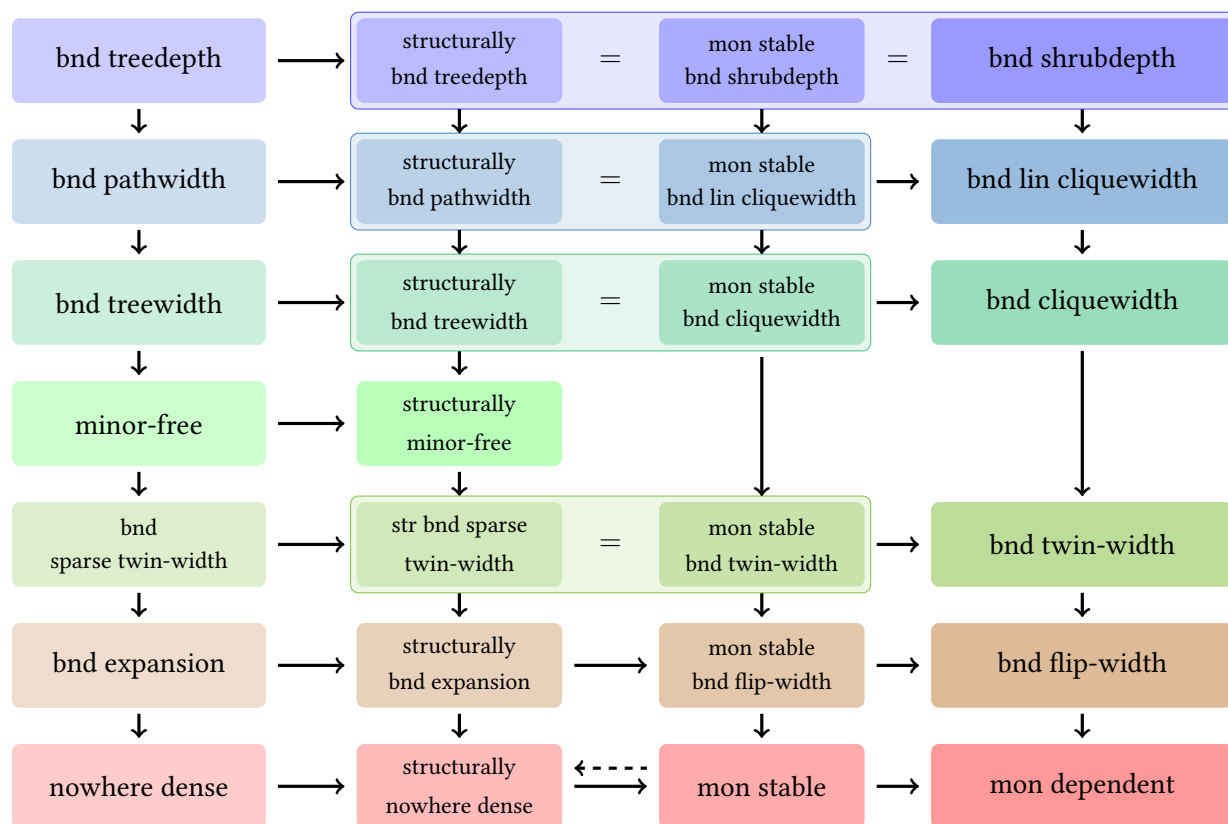 bnd treedepth
structurally
bnd treedepth
=
mon stable
bnd shrubdepth
=
bnd shrubdepth
bnd pathwidth
structurally
bnd pathwidth
=
mon stable
bnd lin cliquewidth
bnd lin cliquewidth
bnd treewidth
structurally
bnd treewidth
=
mon stable
bnd cliquewidth
bnd cliquewidth
minor-free
structurally
minor-free
bnd
sparse twin-width
str bnd sparse
twin-width
=
mon stable
bnd twin-width
bnd twin-width
bnd expansion
structurally
bnd expansion
mon stable
bnd flip-width
bnd flip-width
nowhere dense
structurally
nowhere dense
mon stable
mon dependent